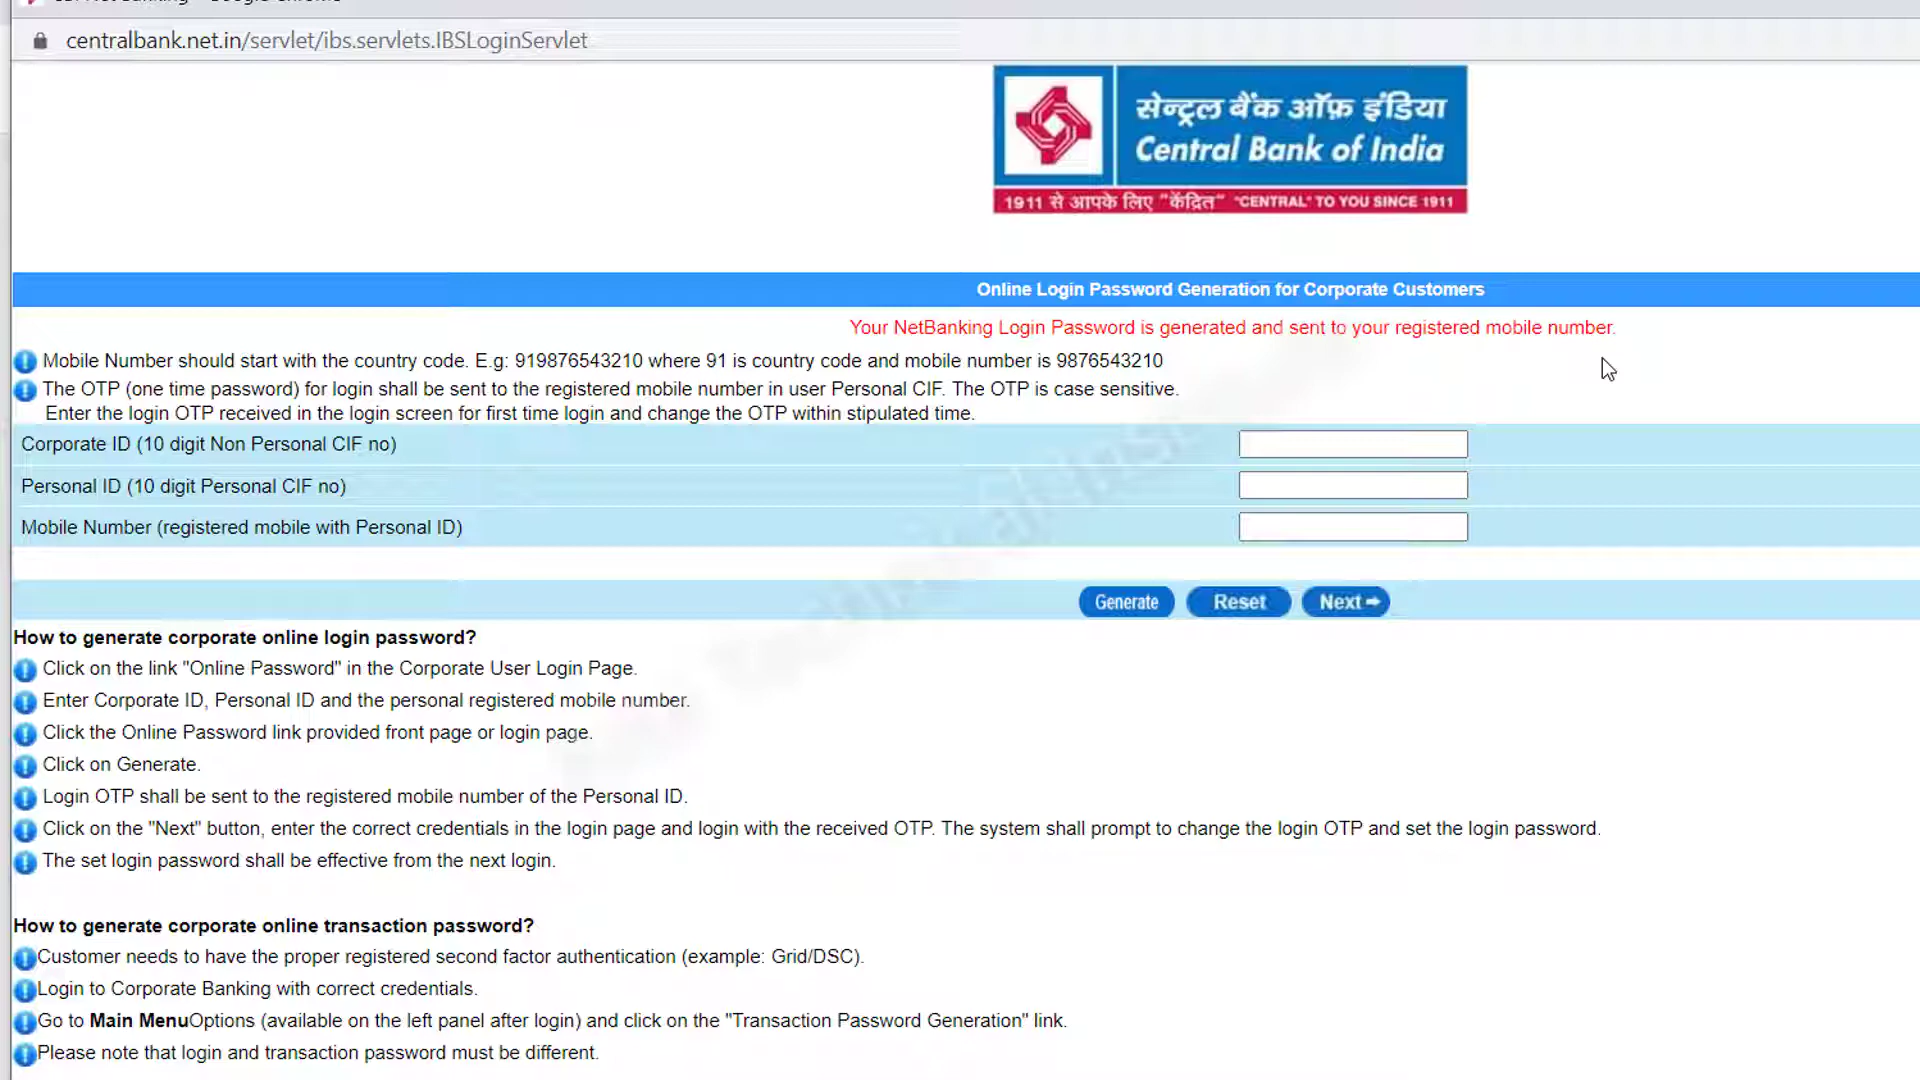 centralbank.net.in/servlet/ibs.servlets.IBSLoginServlet
सेन्ट्रल बैंक ऑफ़ इंडिया
Central Bank of India
1911 से आपके लिए "केंद्रित" "CENTRAL" TO YOU SINCE 1911
Online Login Password Generation for Corporate Customers
Your NetBanking Login Password is generated and sent to your registered mobile number.
Mobile Number should start with the country code. E.g: 919876543210 where 91 is country code and mobile number is 9876543210
The OTP (one time password) for login shall be sent to the registered mobile number in user Personal CIF. The OTP is case sensitive.
Enter the login OTP received in the login screen for first time login and change the OTP within stipulated time.
Corporate ID (10 digit Non Personal CIF no)
Personal ID (10 digit Personal CIF no)
Mobile Number (registered mobile with Personal ID)
Generate Reset Next
How to generate corporate online login password?
Click on the link "Online Password" in the Corporate User Login Page.
Enter Corporate ID, Personal ID and the personal registered mobile number.
Click the Online Password link provided front page or login page.
Click on Generate.
Login OTP shall be sent to the registered mobile number of the Personal ID.
Click on the "Next" button, enter the correct credentials in the login page and login with the received OTP. The system shall prompt to change the login OTP and set the login password.
The set login password shall be effective from the next login.
How to generate corporate online transaction password?
Customer needs to have the proper registered second factor authentication (example: Grid/DSC).
Login to Corporate Banking with correct credentials.
Go to Main MenuOptions (available on the left panel after login) and click on the "Transaction Password Generation" link.
Please note that login and transaction password must be different.